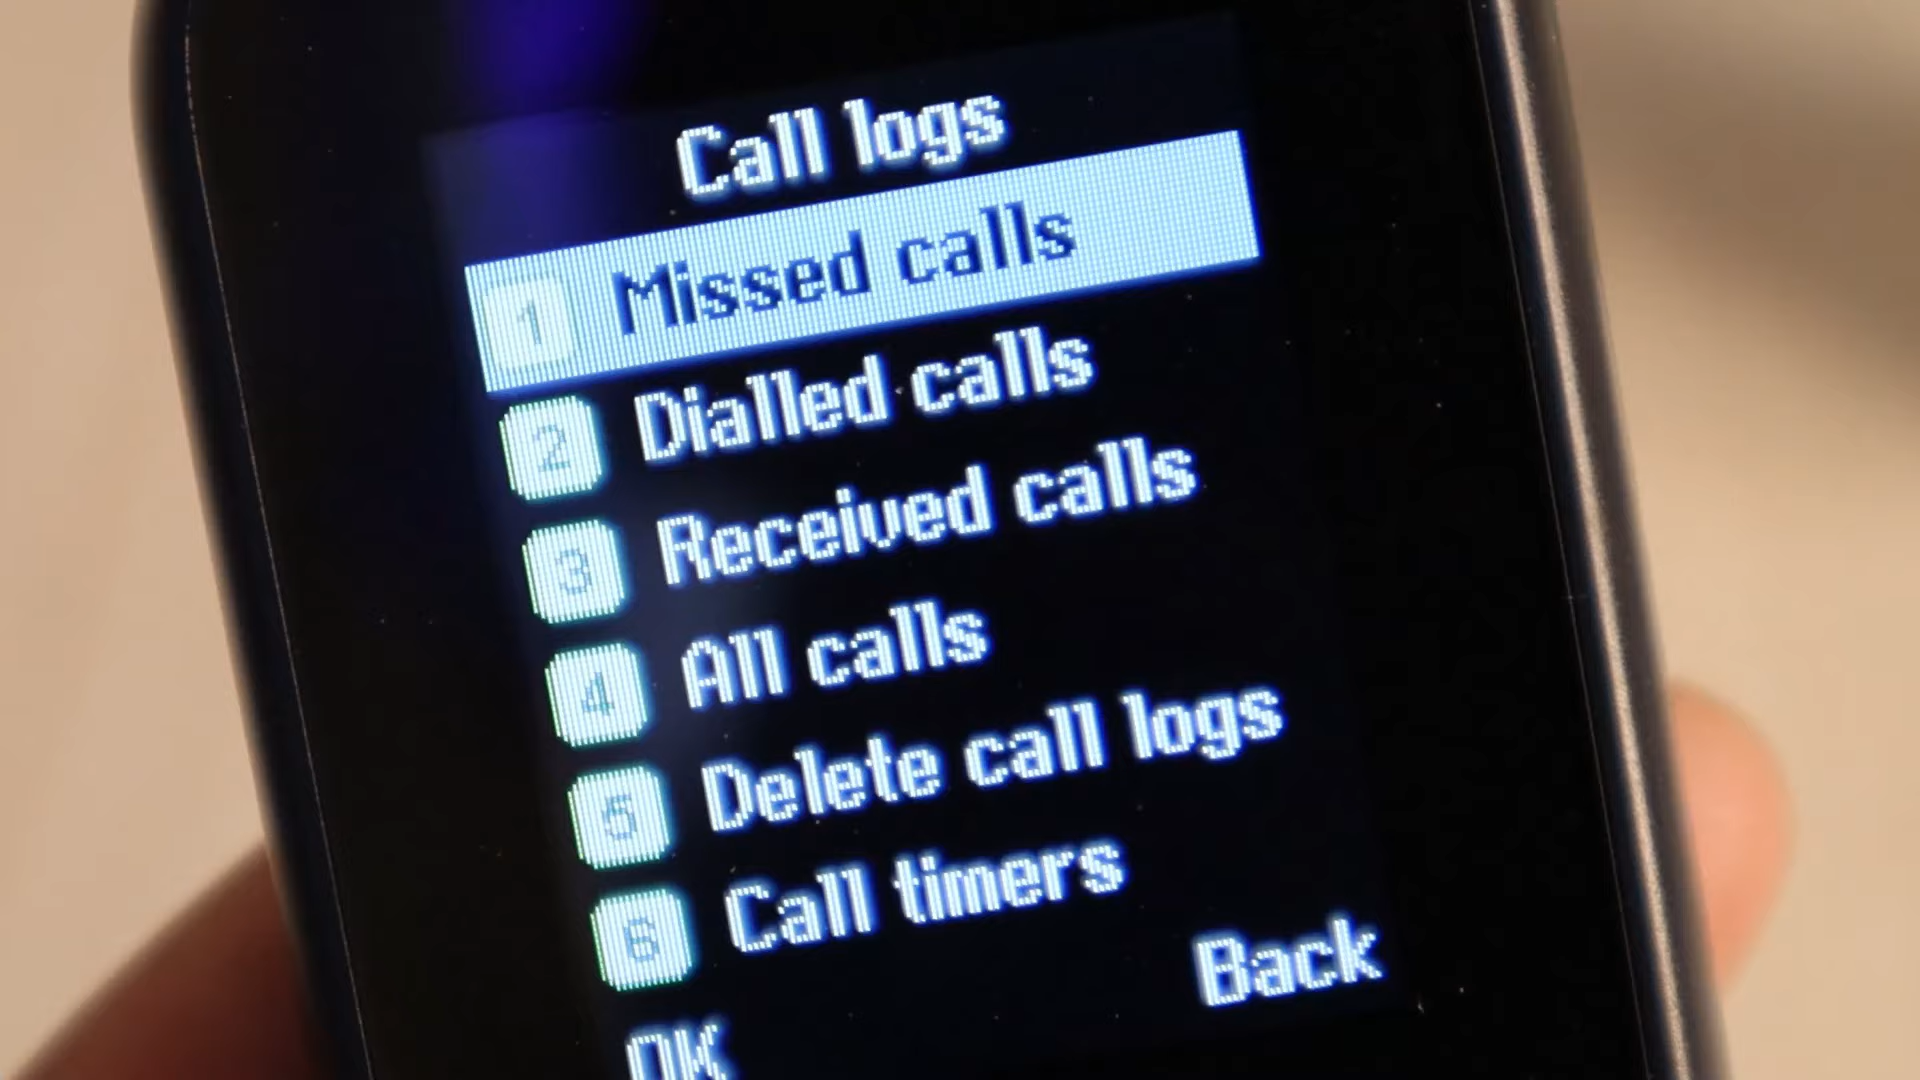 Call logs
1 Missed calls
2 Dialled calls
3 Received calls
4 All calls
5 Delete call logs
6 Call timers
OK Back